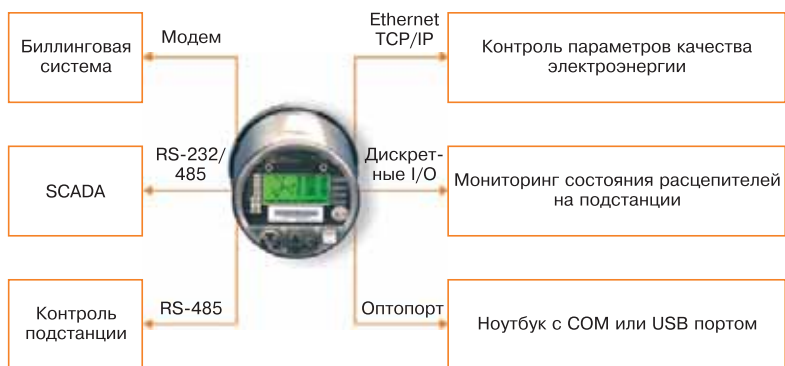 Биллинговая
система
Модем
Ethernet
TCP/IP
Контроль параметров качества
электроэнергии
SCADA
RS-232/
485
Дискрет-
ные I/O
Мониторинг состояния расцепителей
на подстанции
Контроль
подстанции
RS-485
Оптопорт
Ноутбук с COM или USB портом